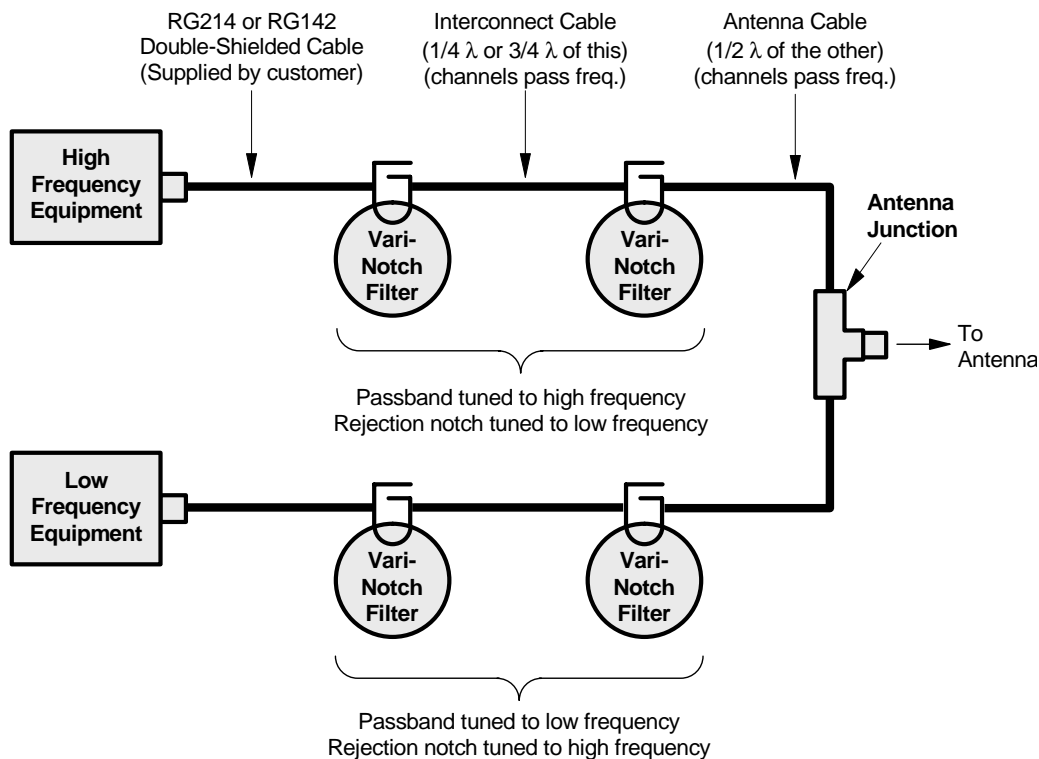 RG214 or RG142
Double-Shielded Cable
(Supplied by customer)
Interconnect Cable
(1/4 λ or 3/4 λ of this)
(channels pass freq.)
Antenna Cable
(1/2 λ of the other)
(channels pass freq.)
High
Frequency
Equipment
Vari-
Notch
Filter
Vari-
Notch
Filter
Antenna
Junction
To
Antenna
Passband tuned to high frequency
Rejection notch tuned to low frequency
Low
Frequency
Equipment
Vari-
Notch
Filter
Vari-
Notch
Filter
Passband tuned to low frequency
Rejection notch tuned to high frequency